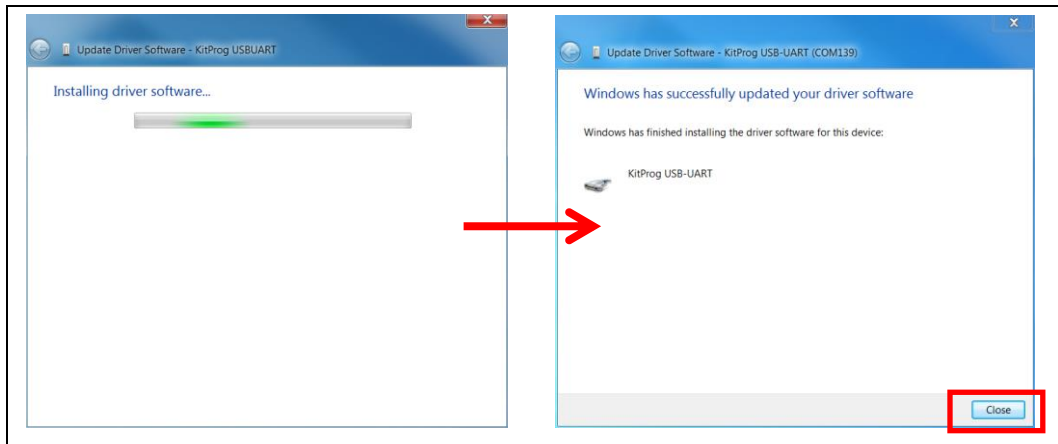 Update Driver Software - KitProg USBUART
Installing driver software...
Update Driver Software - KitProg USB-UART (COM139)
Windows has successfully updated your driver software
Windows has finished installing the driver software for this device:
KitProg USB-UART
Close